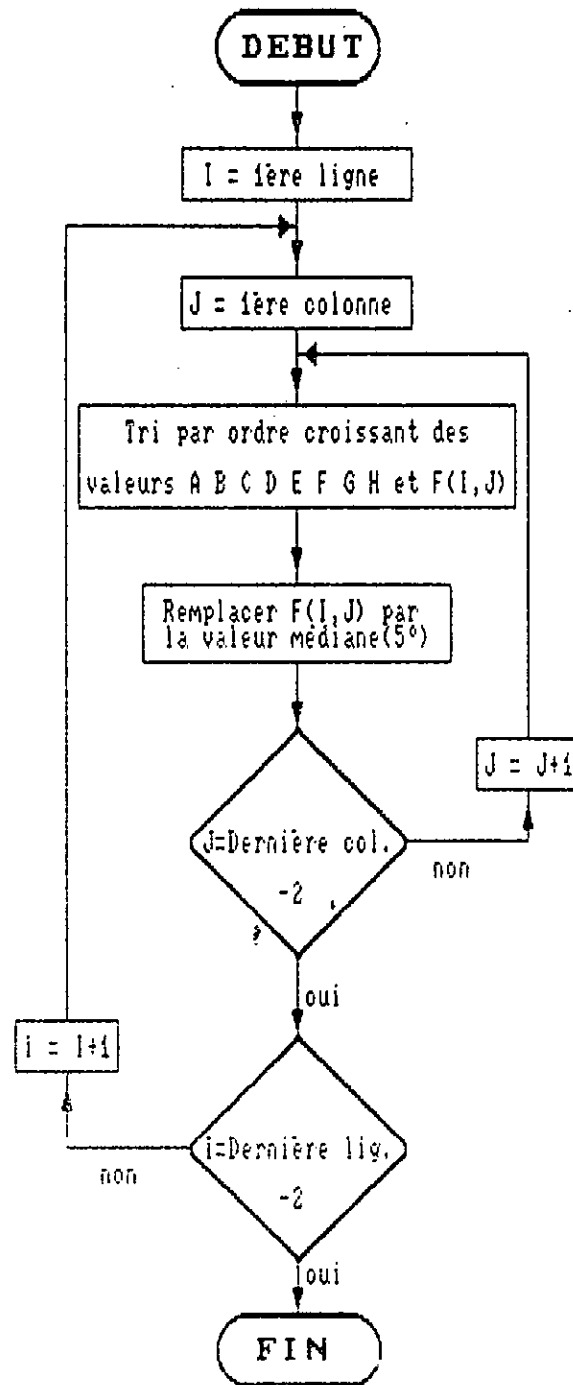 DEBUT
I = 1ère ligne
J = 1ère colonne
Tri par ordre croissant des
valeurs A B C D E F G H et F(I,J)
Remplacer F(I,J) par
la valeur médiane(5º)
J = J+1
J=Dernière col.
-2
?
non
oui
i = I+1
i=Dernière lig.
-2
non
oui
FIN